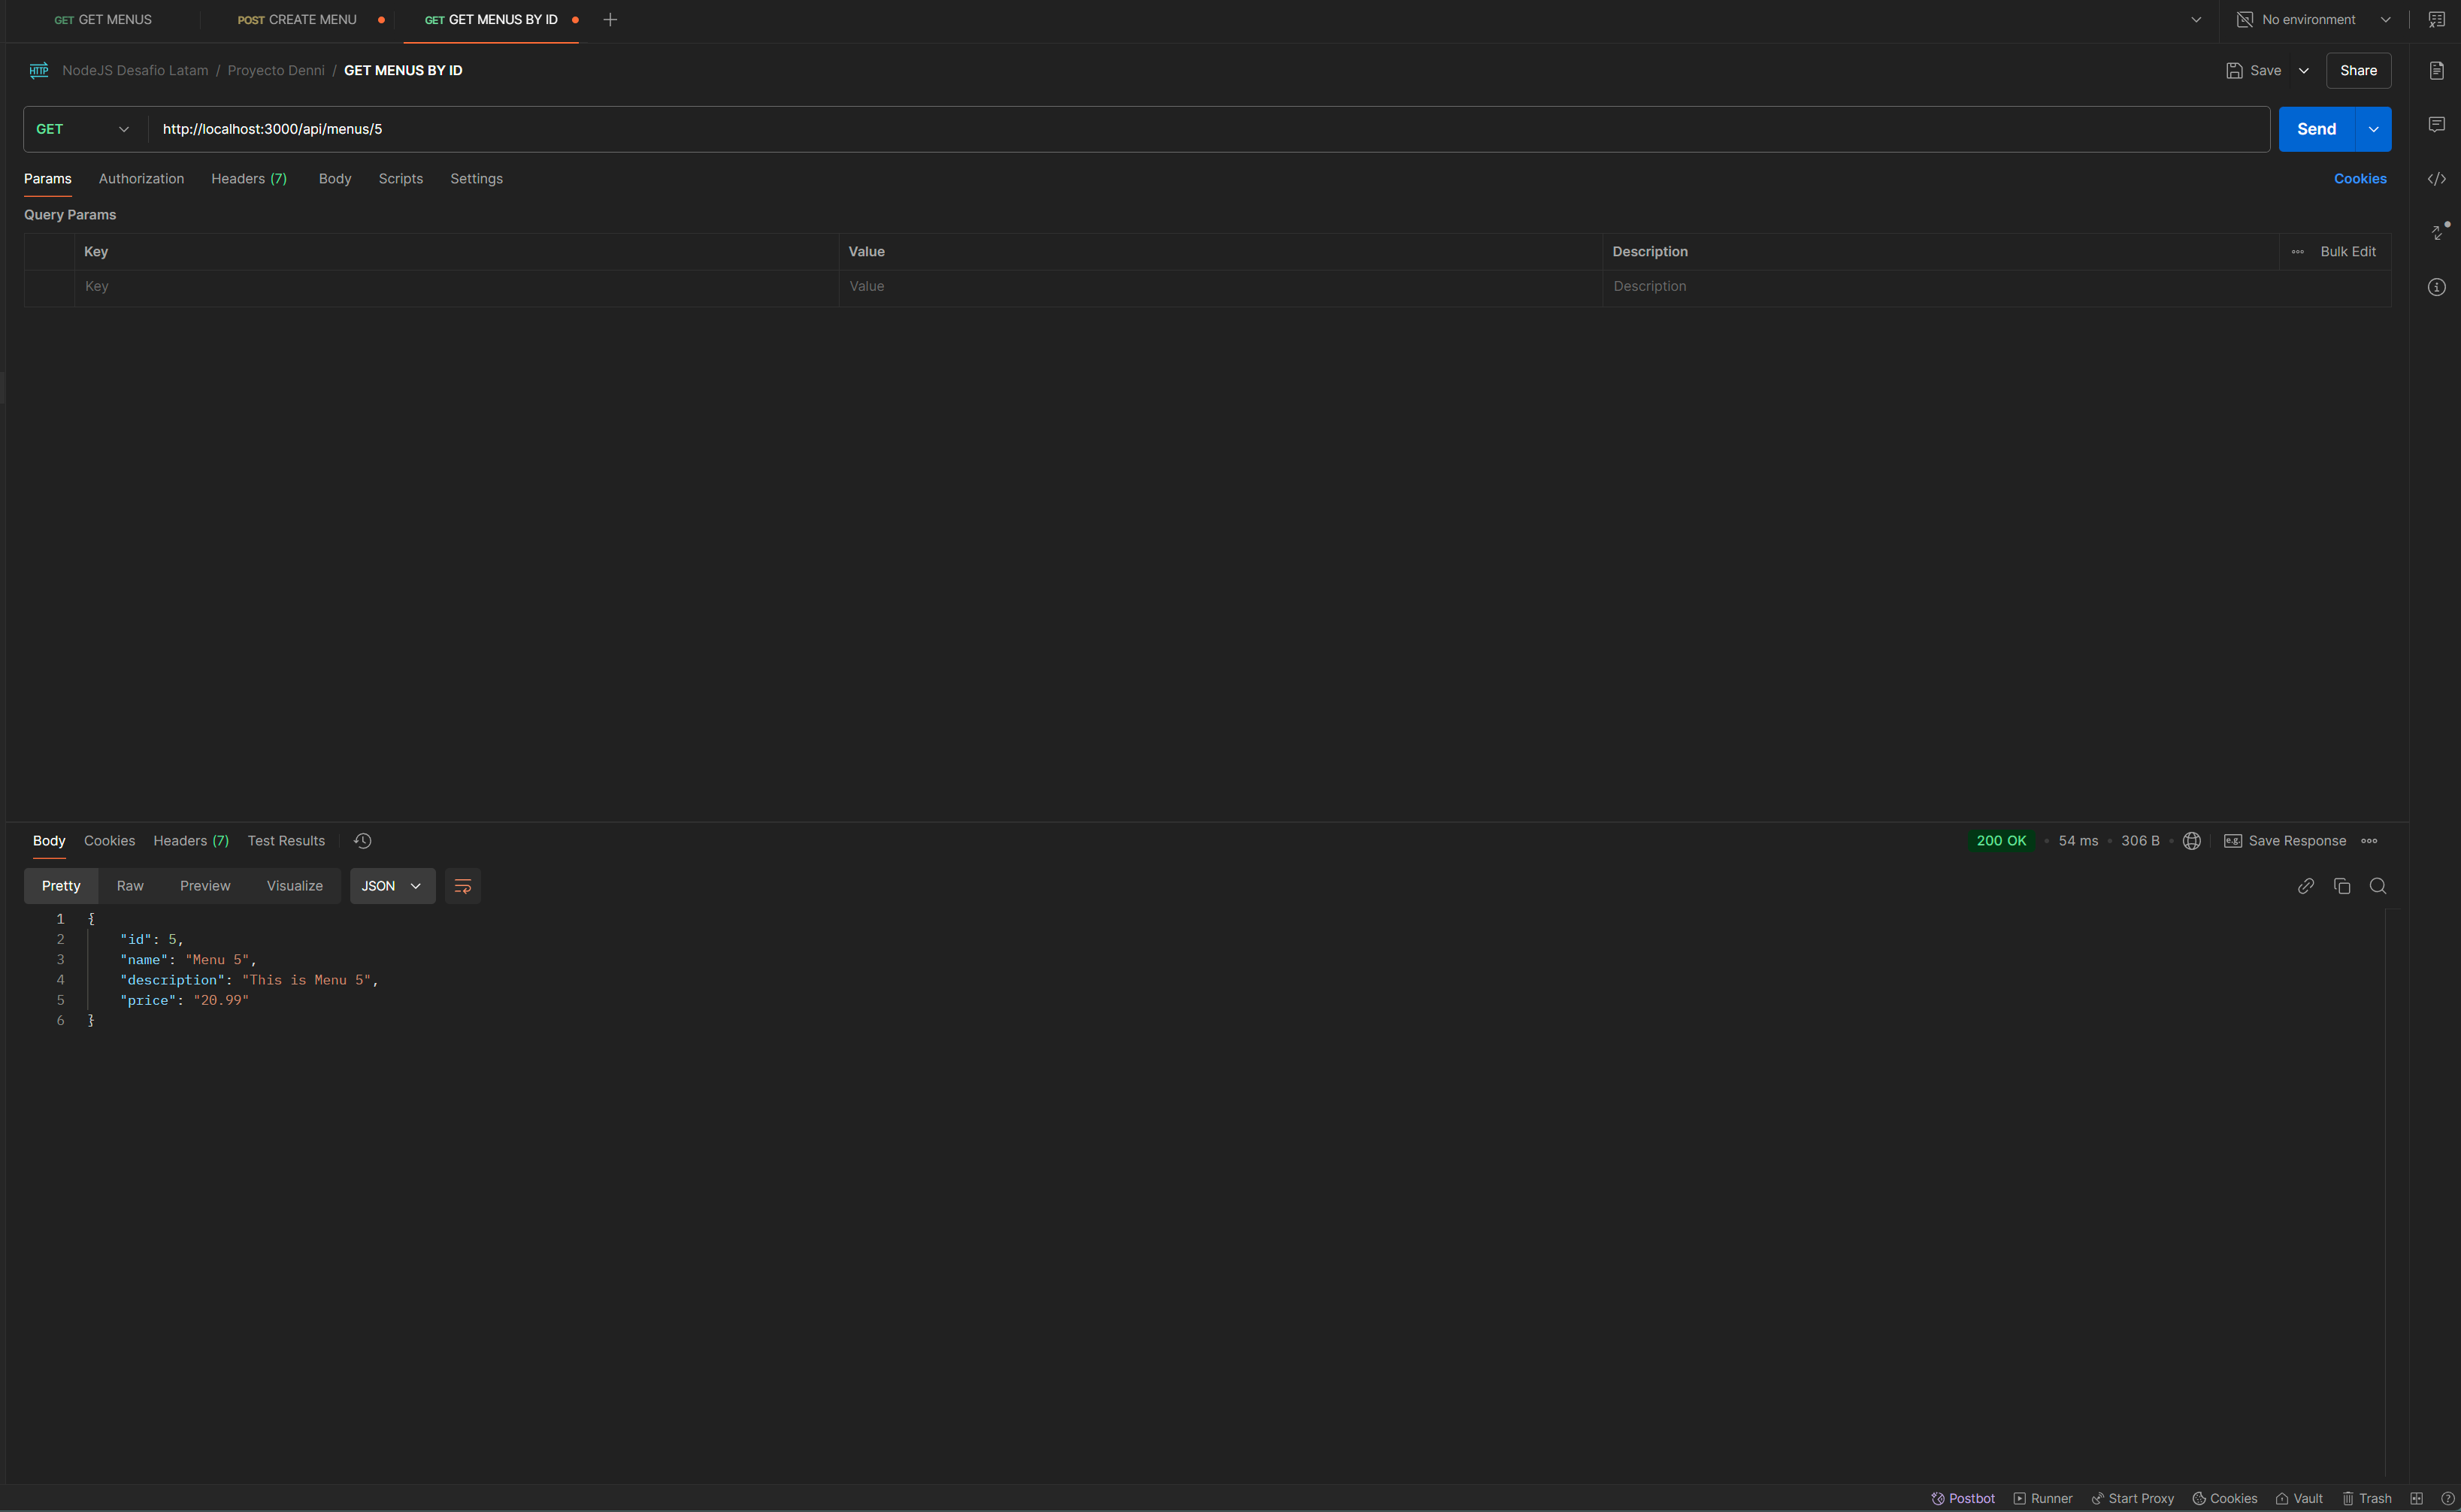 GET GET MENUS POST CREATE MENU GET GET MENUS BY ID No environment
HTTP NodeJS Desafio Latam / Proyecto Denni / GET MENUS BY ID Save Share
GET http://localhost:3000/api/menus/5 Send
Params Authorization Headers (7) Body Scripts Settings Cookies
Query Params
Key Value Description Bulk Edit
Key Value Description
Body Cookies Headers (7) Test Results 200 OK 54 ms 306 B e.g. Save Response
Pretty Raw Preview Visualize JSON
1 {
2 "id": 5,
3 "name": "Menu 5",
4 "description": "This is Menu 5",
5 "price": "20.99"
6 }
Postbot Runner Start Proxy Cookies Vault Trash